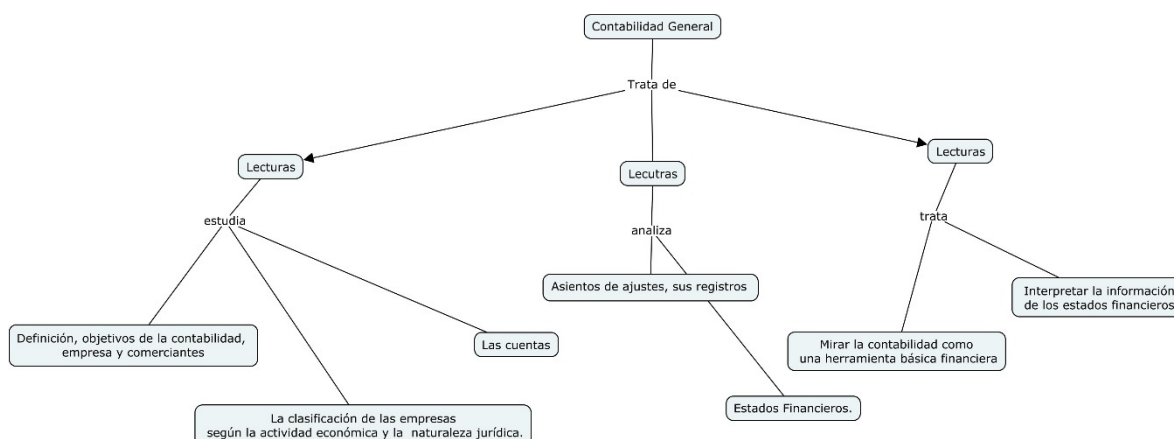 Contabilidad General
Trata de
Lecturas
Lecutras
Lecturas
estudia
analiza
trata
Asientos de ajustes, sus registros
Interpretar la información
de los estados financieros
Definición, objetivos de la contabilidad,
empresa y comerciantes
Las cuentas
Mirar la contabilidad como
una herramienta básica financiera
La clasificación de las empresas
según la actividad económica y la naturaleza jurídica.
Estados Financieros.